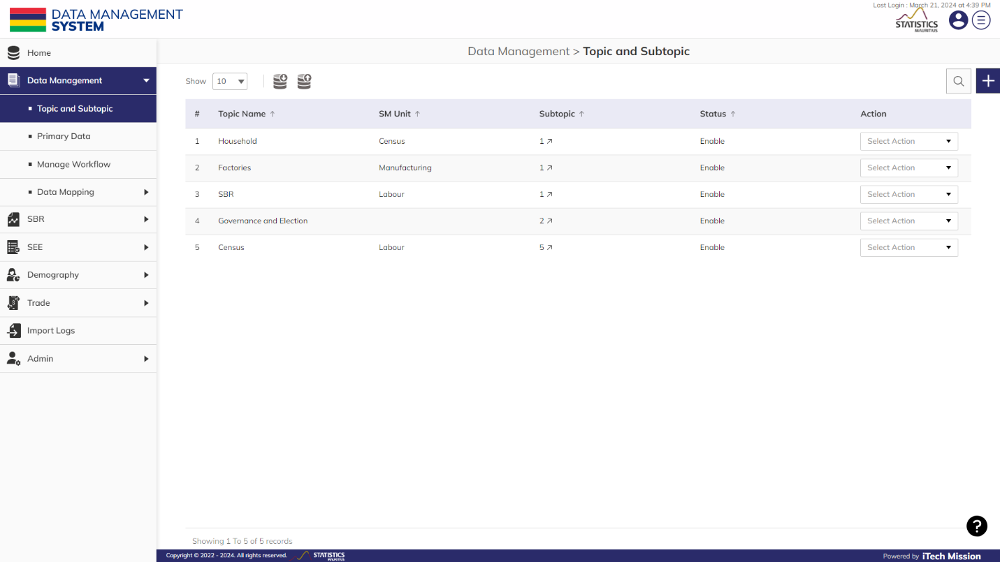 Last Login : March 21, 2024 at 4:39 PM
DATA MANAGEMENT
SYSTEM
STATISTICS
MAURITIUS
Home
Data Management
Topic and Subtopic
Primary Data
Manage Workflow
Data Mapping
SBR
SEE
Demography
Trade
Import Logs
Admin
Data Management > Topic and Subtopic
Show 10
# Topic Name ↑ SM Unit ↑ Subtopic ↑ Status ↑ Action
1 Household Census 1 Enable Select Action
2 Factories Manufacturing 1 Enable Select Action
3 SBR Labour 1 Enable Select Action
4 Governance and Election 2 Enable Select Action
5 Census Labour 5 Enable Select Action
?
Showing 1 To 5 of 5 records
Copyright © 2022 - 2024. All rights reserved. STATISTICS
MAURITIUS
Powered by iTech Mission